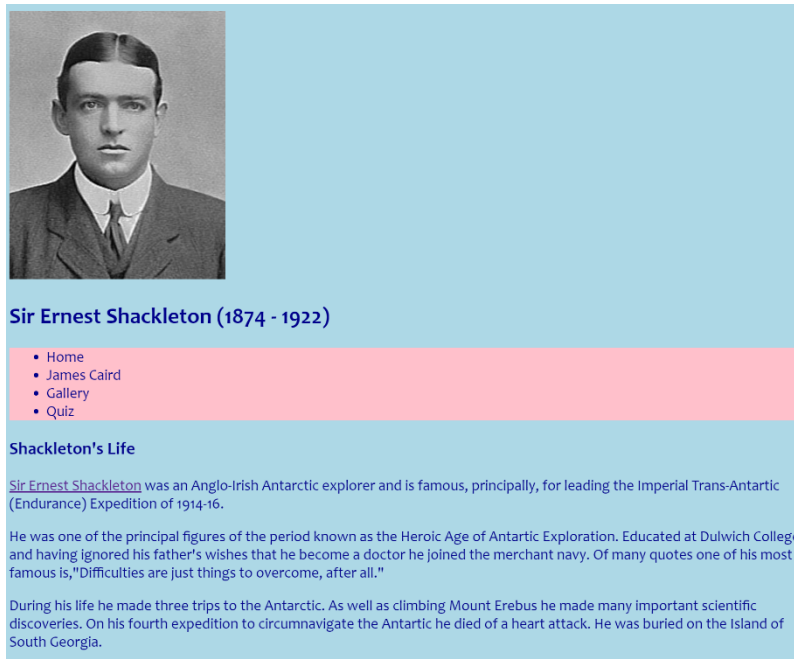 Sir Ernest Shackleton (1874 - 1922)
• Home
• James Caird
• Gallery
• Quiz
Shackleton's Life
Sir Ernest Shackleton was an Anglo-Irish Antarctic explorer and is famous, principally, for leading the Imperial Trans-Antartic
(Endurance) Expedition of 1914-16.
He was one of the principal figures of the period known as the Heroic Age of Antartic Exploration. Educated at Dulwich College
and having ignored his father's wishes that he become a doctor he joined the merchant navy. Of many quotes one of his most
famous is,"Difficulties are just things to overcome, after all."
During his life he made three trips to the Antarctic. As well as climbing Mount Erebus he made many important scientific
discoveries. On his fourth expedition to circumnavigate the Antartic he died of a heart attack. He was buried on the Island of
South Georgia.